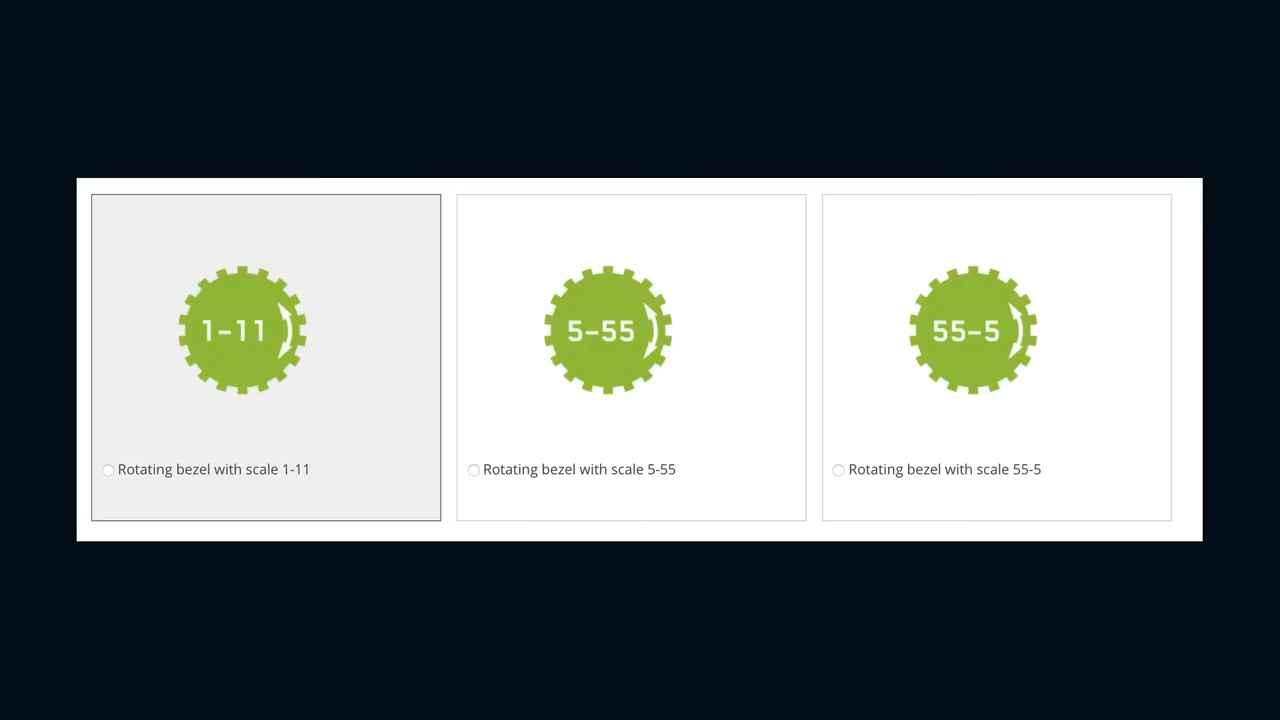 1-11
5-55
55-5
Rotating bezel with scale 1-11
Rotating bezel with scale 5-55
Rotating bezel with scale 55-5